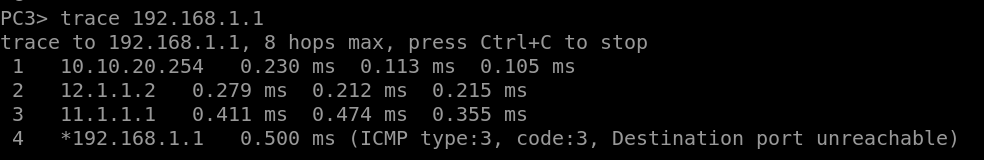 PC3> trace 192.168.1.1
trace to 192.168.1.1, 8 hops max, press Ctrl+C to stop
 1   10.10.20.254   0.230 ms  0.113 ms  0.105 ms
 2   12.1.1.2   0.279 ms  0.212 ms  0.215 ms
 3   11.1.1.1   0.411 ms  0.474 ms  0.355 ms
 4   *192.168.1.1   0.500 ms (ICMP type:3, code:3, Destination port unreachable)